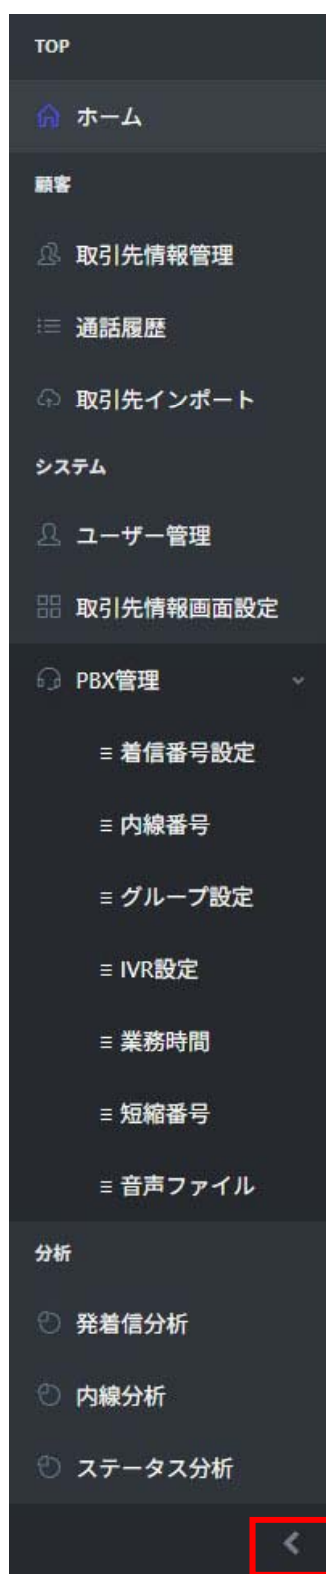 TOP
ホーム
顧客
取引先情報管理
通話履歴
取引先インポート
システム
ユーザー管理
取引先情報画面設定
PBX管理
≡ 着信番号設定
≡ 内線番号
≡ グループ設定
≡ IVR設定
≡ 業務時間
≡ 短縮番号
≡ 音声ファイル
分析
発着信分析
内線分析
ステータス分析